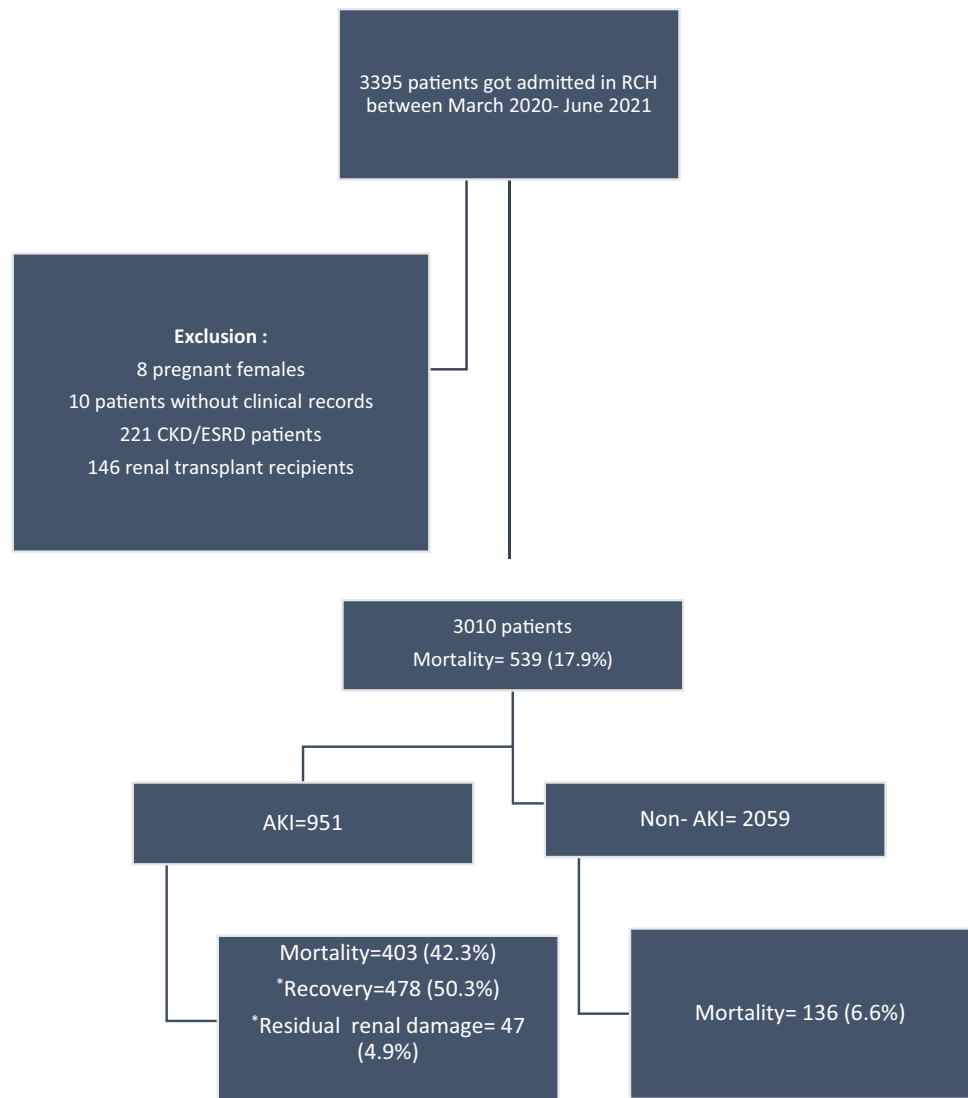 3395 patients got admitted in RCH
between March 2020- June 2021
Exclusion :
8 pregnant females
10 patients without clinical records
221 CKD/ESRD patients
146 renal transplant recipients
3010 patients
Mortality= 539 (17.9%)
AKI=951
Non- AKI= 2059
Mortality=403 (42.3%)
*Recovery=478 (50.3%)
*Residual renal damage= 47
(4.9%)
Mortality= 136 (6.6%)